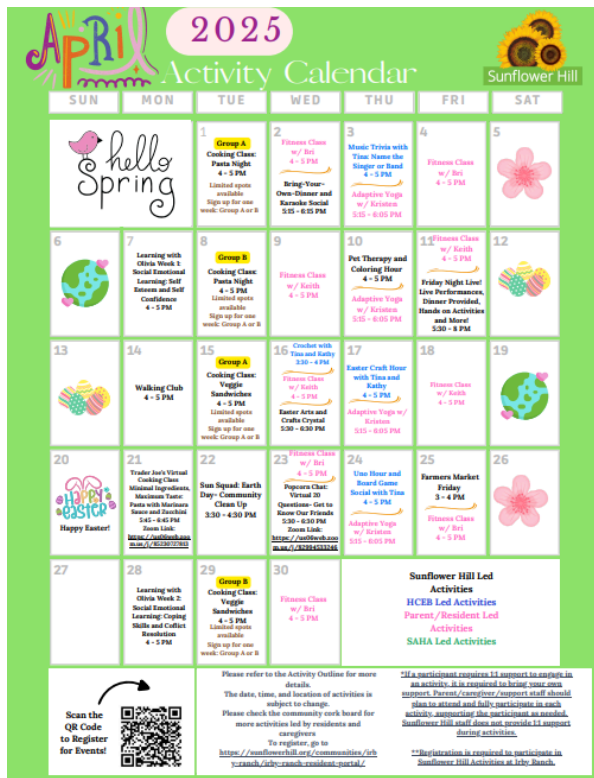 APRIL
2025
Activity Calendar
Sunflower Hill
SUN MON TUE WED THU FRI SAT
hello
Spring
1
Group A
Cooking Class:
Pasta Night
4 - 5 PM
Limited spots
available
Sign up for one
week: Group A or B
2
Fitness Class
w/ Bri
4 - 5 PM
Bring-Your-
Own-Dinner and
Karaoke Social
5:15 - 6:15 PM
3
Music Trivia with
Tina: Name the
Singer or Band
4 - 5 PM
Adaptive Yoga
w/ Kristen
5:15 - 6:05 PM
4
Fitness Class
w/ Bri
4 - 5 PM
5
6
7
Learning with
Olivia Week 1:
Social Emotional
Learning: Self
Esteem and Self
Confidence
4 - 5 PM
8
Group B
Cooking Class:
Pasta Night
4 - 5 PM
Limited spots
available
Sign up for one
week: Group A or B
9
Fitness Class
w/ Keith
4 - 5 PM
10
Pet Therapy and
Coloring Hour
4 - 5 PM
Adaptive Yoga
w/ Kristen
5:15 - 6:05 PM
11
Fitness Class
w/ Keith
4 - 5 PM
Friday Night Live!
Live Performances,
Dinner Provided,
Hands on Activities
and More!
5:30 - 8 PM
12
13
14
Walking Club
4 - 5 PM
15
Group A
Cooking Class:
Veggie
Sandwiches
4 - 5 PM
Limited spots
available
Sign up for one
week: Group A or B
16
Crochet with
Tina and Kathy
3:30 - 4 PM
Fitness Class
w/ Keith
4 - 5 PM
Easter Arts and
Crafts Crystal
5:30 - 6:30 PM
17
Easter Craft Hour
with Tina and
Kathy
4 - 5 PM
Adaptive Yoga w/
Kristen
5:15 - 6:05 PM
18
Fitness Class
w/ Keith
4 - 5 PM
19
20
HAPPY
EASTER
Happy Easter!
21
Trader Joe's Virtual
Cooking Class
Minimal Ingredients,
Maximum Taste:
Pasta with Marinara
Sauce and Zucchini
5:45 - 6:45 PM
Zoom Link:
22
Sun Squad: Earth
Day- Community
Clean Up
3:30 - 4:30 PM
23
Fitness Class
w/ Bri
4 - 5 PM
Popcorn Chat:
Virtual 20
Questions- Get to
Know Our Friends
5:30 - 6:30 PM
Zoom Link:
24
Uno Hour and
Board Game
Social with Tina
4 - 5 PM
Adaptive Yoga
w/ Kristen
5:15 - 6:05 PM
25
Farmers Market
Friday
3 - 4 PM
Fitness Class
w/ Bri
4 - 5 PM
26
27
28
Learning with
Olivia Week 2:
Social Emotional
Learning: Coping
Skills and Coflict
Resolution
4 - 5 PM
29
Group B
Cooking Class:
Veggie
Sandwiches
4 - 5 PM
Limited spots
available
Sign up for one
week: Group A or B
30
Fitness Class
w/ Bri
4 - 5 PM
Sunflower Hill Led
Activities
HCEB Led Activities
Parent/Resident Led
Activities
SAHA Led Activities
Scan the
QR Code
to Register
for Events!
Please refer to the Activity Outline for more
details.
The date, time, and location of activities is
subject to change.
Please check the community cork board for
more activities led by residents and
caregivers
To register, go to
https://sunflowerhill.org/communities/irb
y-ranch/irby-ranch-resident-portal/
*If a participant requires 1:1 support to engage in
an activity, it is required to bring your own
support. Parent/caregiver/support staff should
plan to attend and fully participate in each
activity, supporting the participant as needed.
Sunflower Hill staff does not provide 1:1 support
during activities.
**Registration is required to participate in
Sunflower Hill Activities at Irby Ranch.